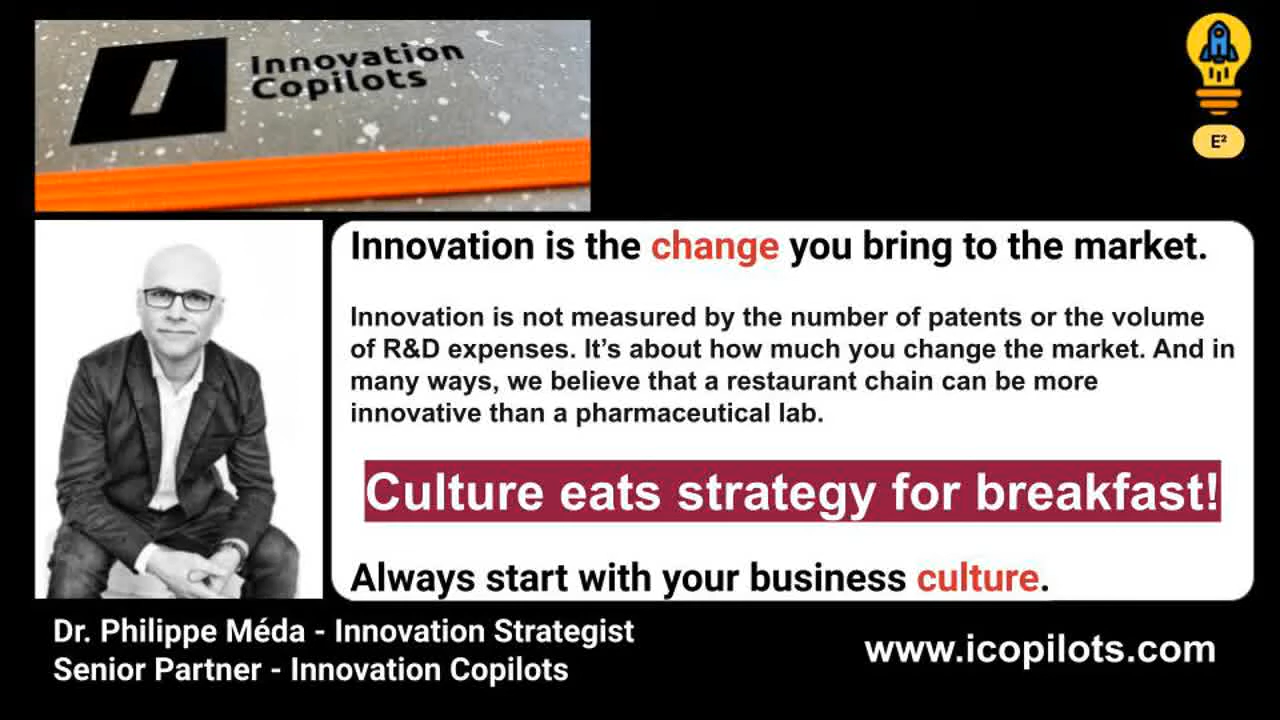 Innovation
Copilots
E²
Innovation is the change you bring to the market.
Innovation is not measured by the number of patents or the volume
of R&D expenses. It’s about how much you change the market. And in
many ways, we believe that a restaurant chain can be more
innovative than a pharmaceutical lab.
Culture eats strategy for breakfast!
Always start with your business culture.
Dr. Philippe Méda - Innovation Strategist
Senior Partner - Innovation Copilots
www.icopilots.com